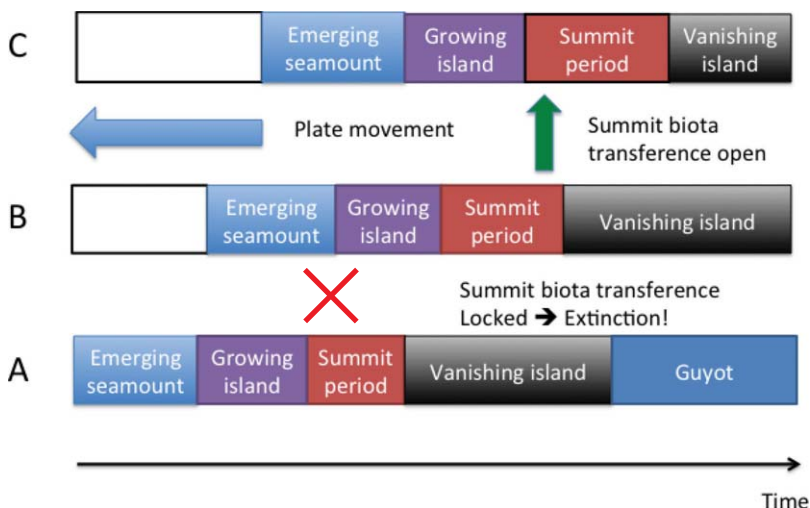 C
Emerging
seamount
Growing
island
Summit
period
Vanishing
island
Plate movement
Summit biota
transference open
B
Emerging
seamount
Growing
island
Summit
period
Vanishing island
Summit biota transference
Locked ➔ Extinction!
A
Emerging
seamount
Growing
island
Summit
period
Vanishing island
Guyot
Time